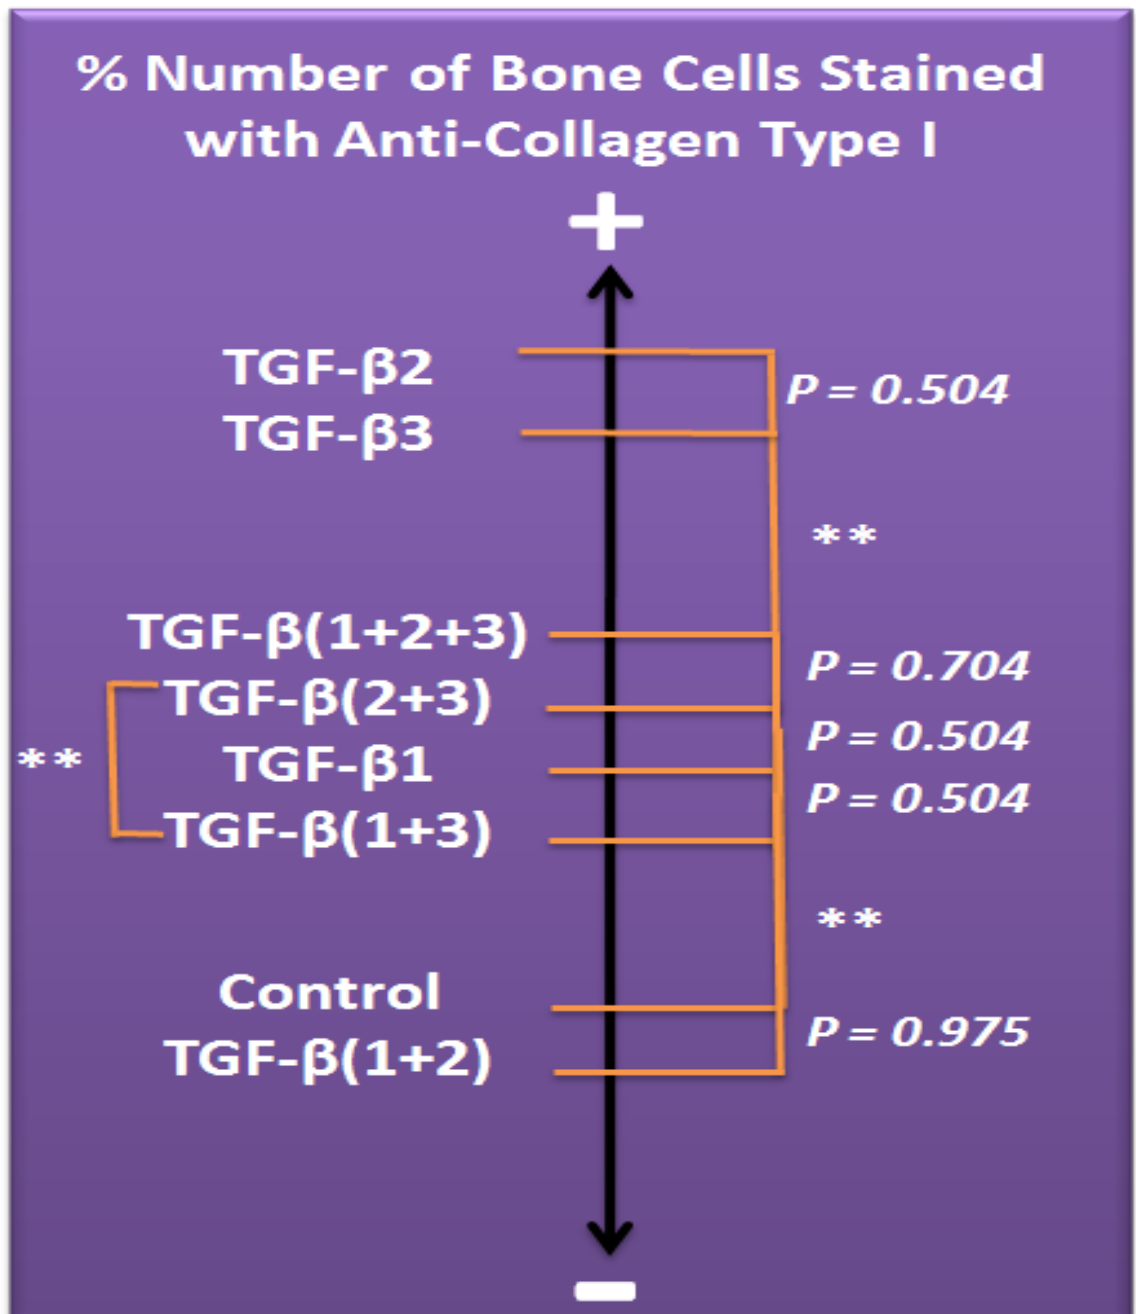 % Number of Bone Cells Stained
with Anti-Collagen Type I
+
TGF-β2
P = 0.504
TGF-β3
**
TGF-β(1+2+3)
P = 0.704
TGF-β(2+3)
P = 0.504
**
TGF-β1
P = 0.504
TGF-β(1+3)
**
Control
P = 0.975
TGF-β(1+2)
-